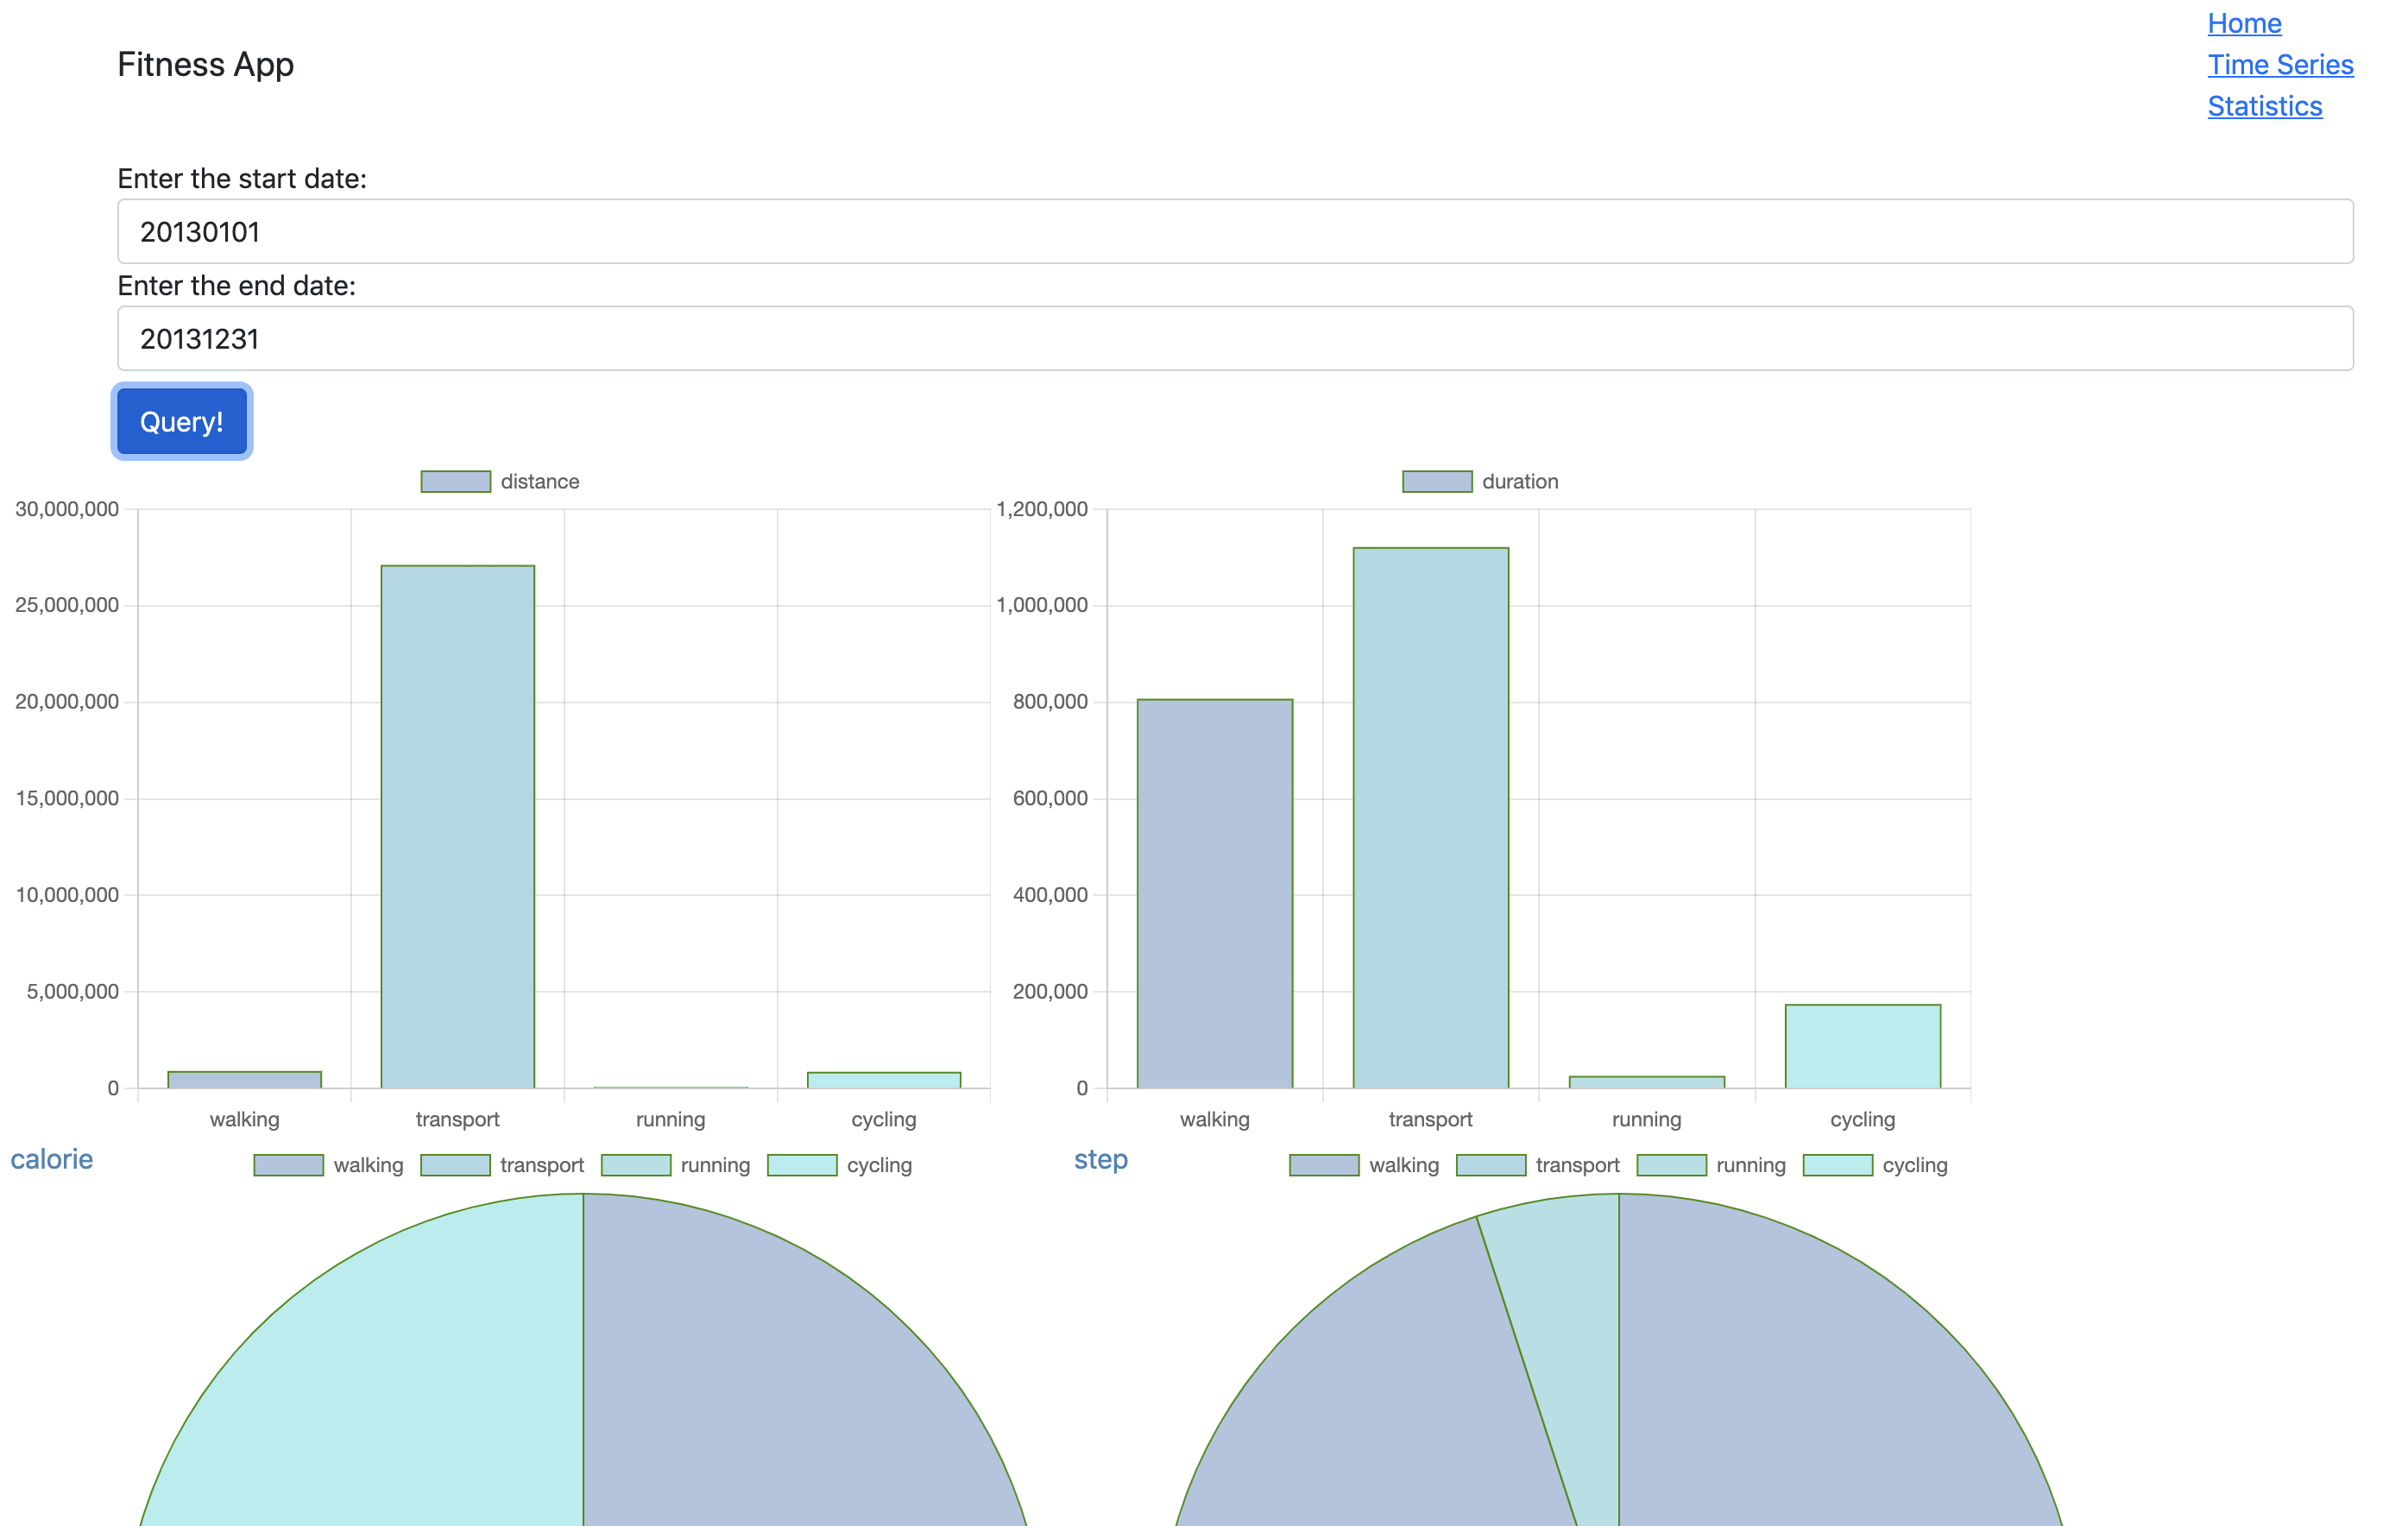 Home
Fitness App
Time Series
Statistics
Enter the start date:
20130101
Enter the end date:
20131231
Query!
distance
30,000,000
25,000,000
20,000,000
15,000,000
10,000,000
5,000,000
0
walking transport running cycling
duration
1,200,000
1,000,000
800,000
600,000
400,000
200,000
0
walking transport running cycling
calorie
walking transport running cycling
step
walking transport running cycling